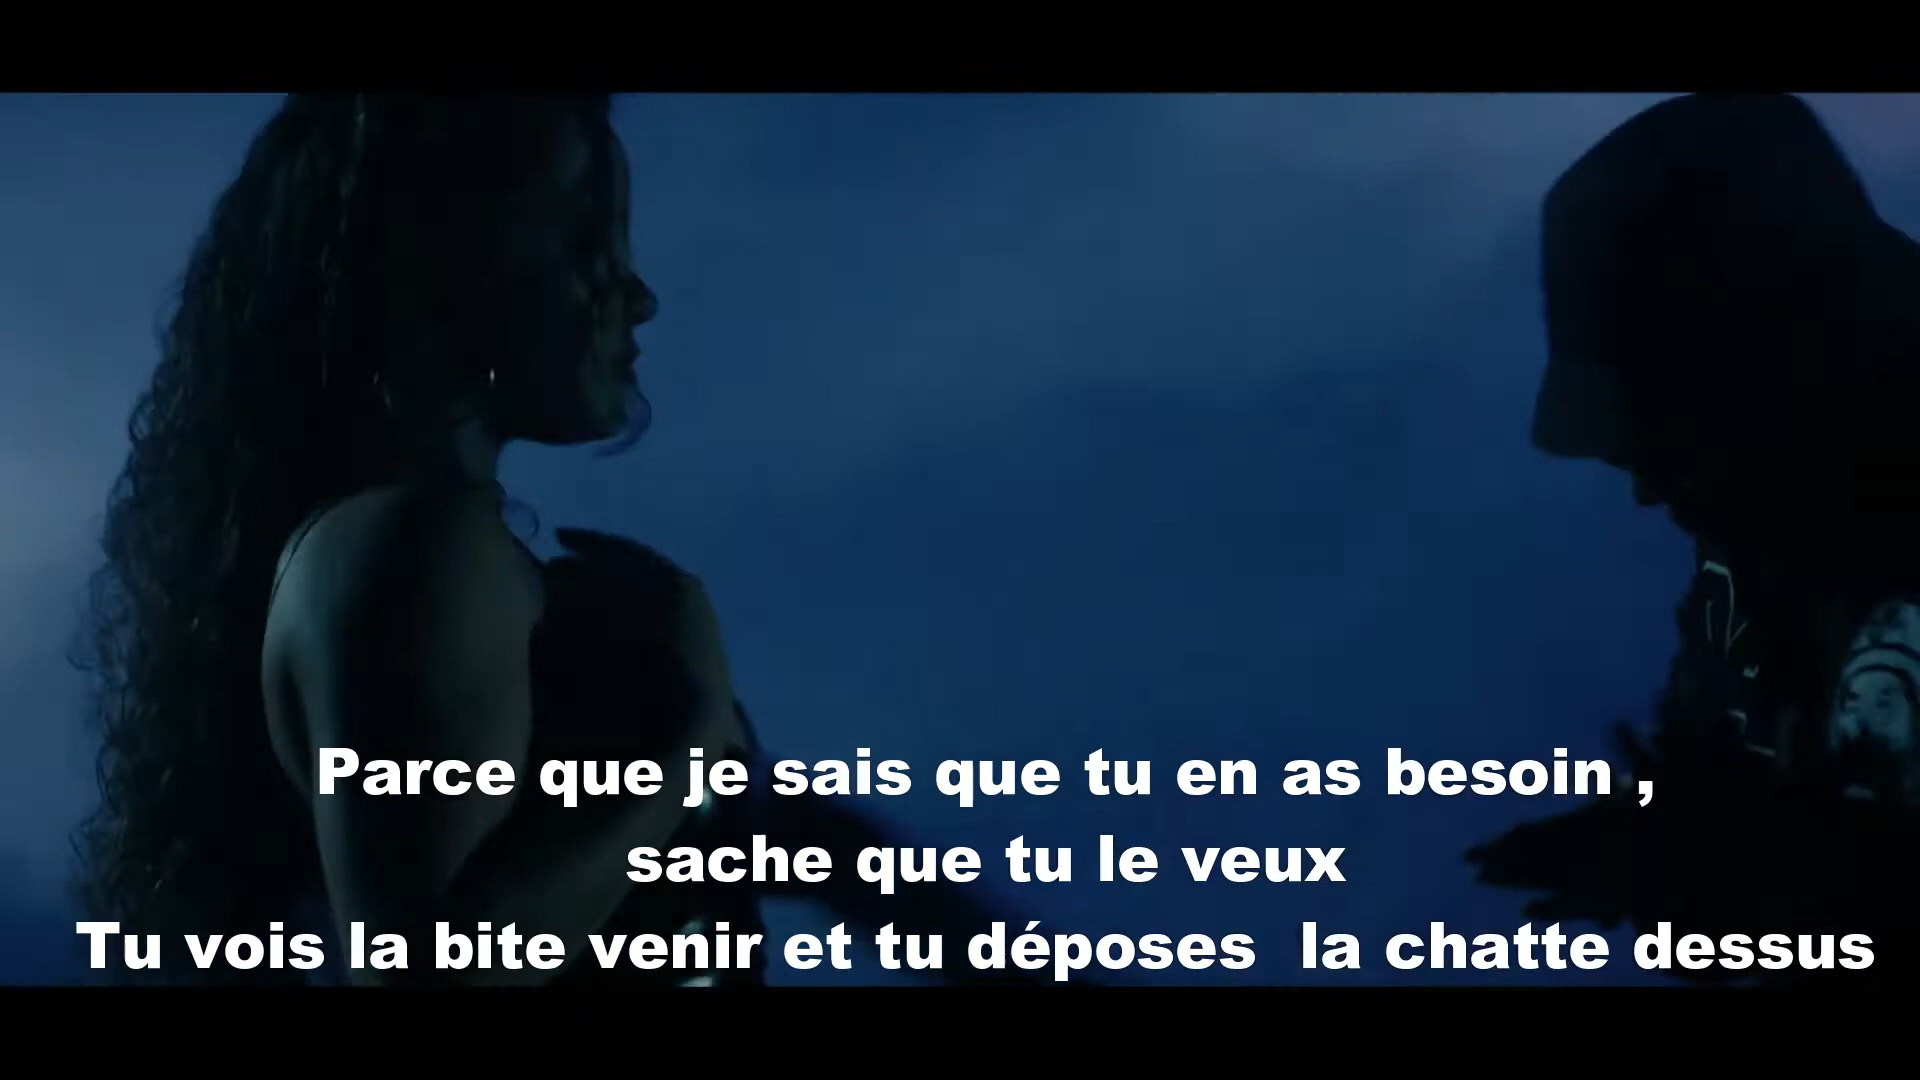 Parce que je sais que tu en as besoin ,
sache que tu le veux
Tu vois la bite venir et tu déposes  la chatte dessus